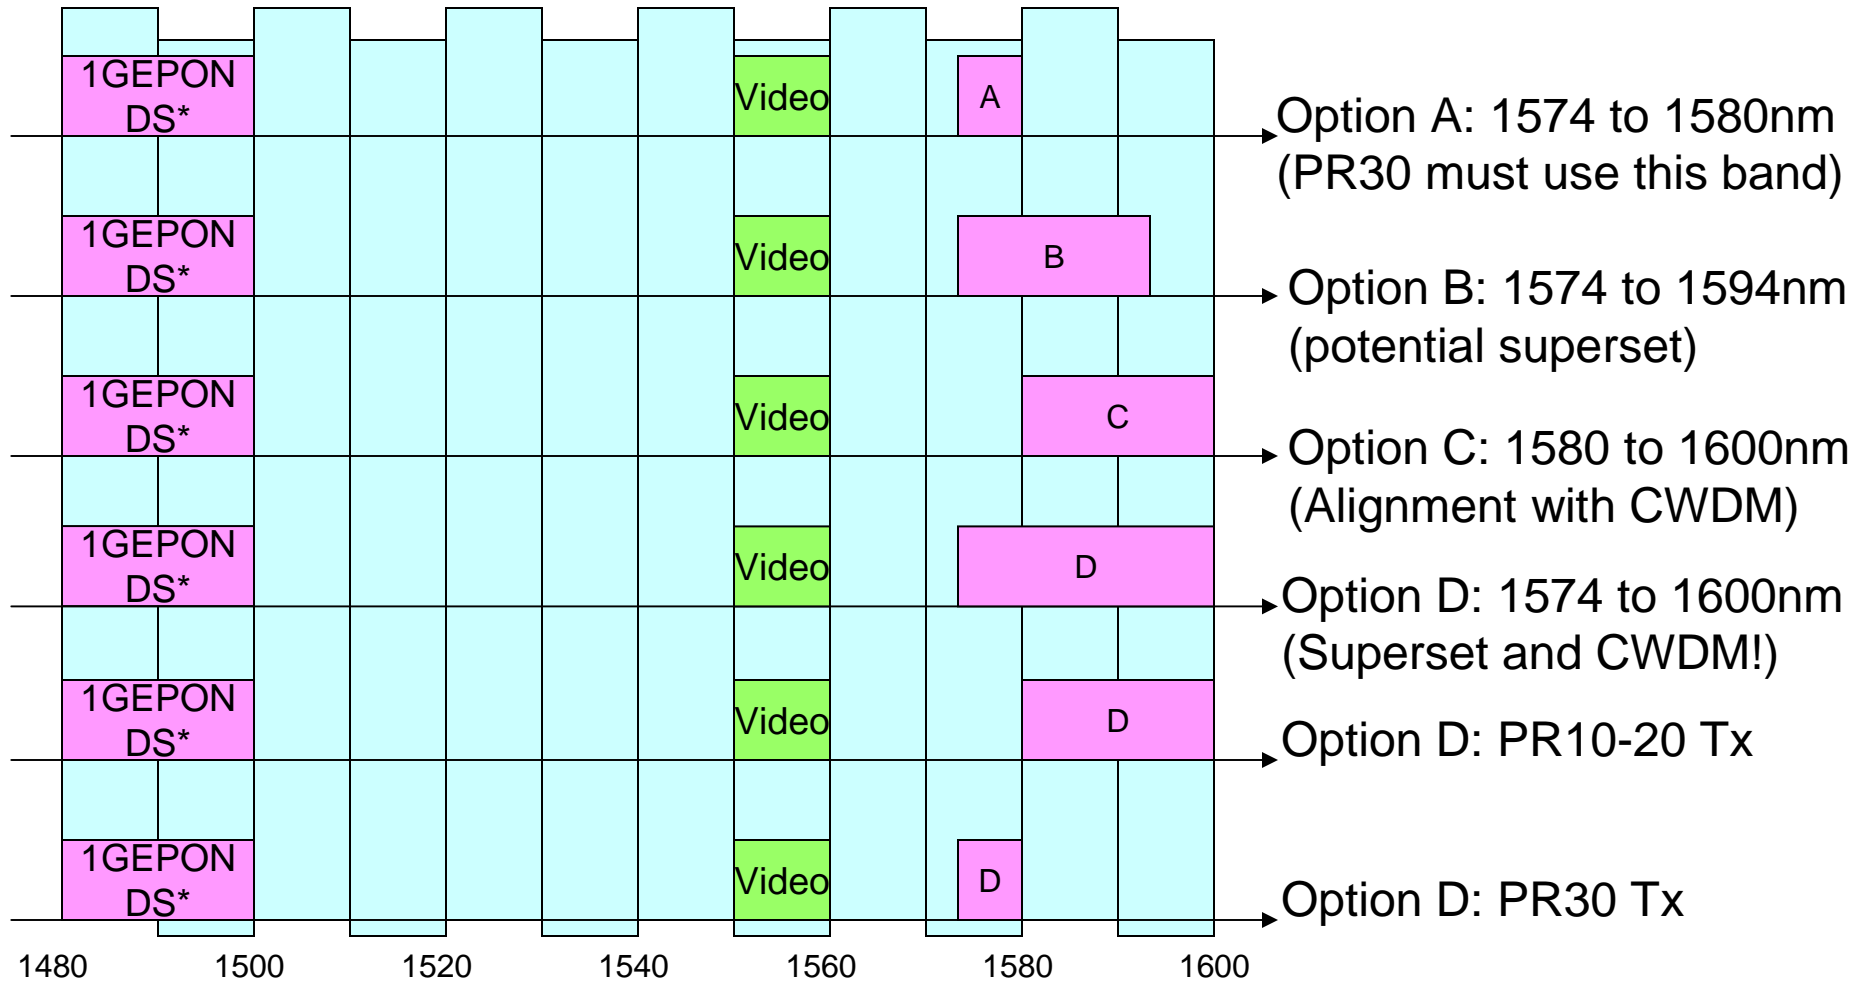 1GEPON
DS*
Video
A
Option A: 1574 to 1580nm
(PR30 must use this band)
1GEPON
DS*
Video
B
Option B: 1574 to 1594nm
(potential superset)
1GEPON
DS*
Video
C
Option C: 1580 to 1600nm
(Alignment with CWDM)
1GEPON
DS*
Video
D
Option D: 1574 to 1600nm
(Superset and CWDM!)
1GEPON
DS*
Video
D
Option D: PR10-20 Tx
1GEPON
DS*
Video
D
Option D: PR30 Tx
1480 1500 1520 1540 1560 1580 1600